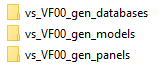 vs_VF00_gen_databases
vs_VF00_gen_models
vs_VF00_gen_panels